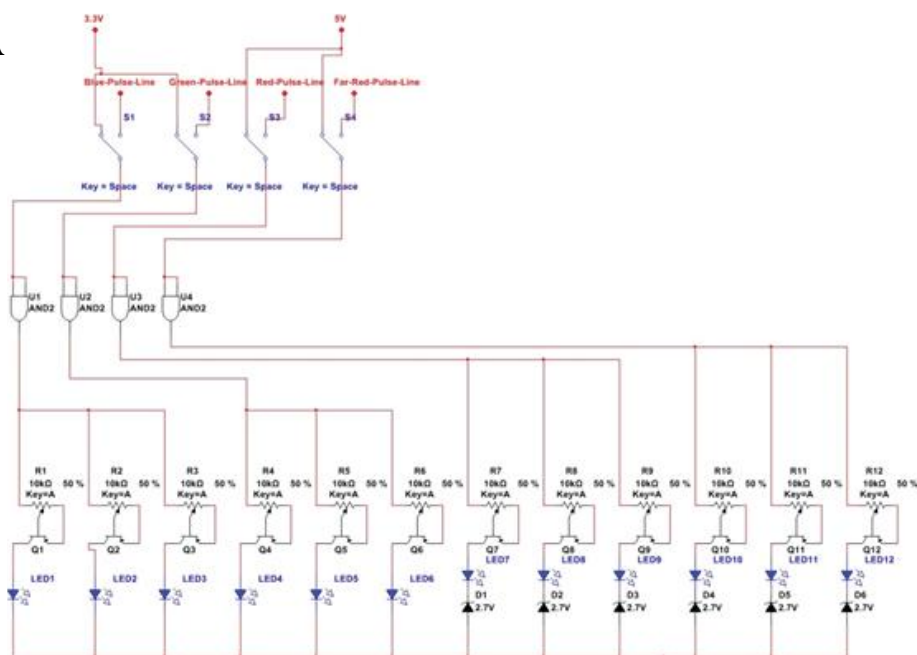 3.3V 5V
Blue-Pulse-Line Green-Pulse-Line Red-Pulse-Line Far-Red-Pulse-Line
S1 S2 S3 S4
Key = Space Key = Space Key = Space Key = Space
U1 U2 U3 U4
AND2 AND2 AND2 AND2
R1 R2 R3 R4 R5 R6 R7 R8 R9 R10 R11 R12
10kΩ 50 % 10kΩ 50 % 10kΩ 50 % 10kΩ 50 % 10kΩ 50 % 10kΩ 50 % 10kΩ 50 % 10kΩ 50 % 10kΩ 50 % 10kΩ 50 % 10kΩ 50 % 10kΩ 50 %
Key=A Key=A Key=A Key=A Key=A Key=A Key=A Key=A Key=A Key=A Key=A Key=A
Q1 Q2 Q3 Q4 Q5 Q6 Q7 Q8 Q9 Q10 Q11 Q12
LED7 LED8 LED9 LED10 LED11 LED12
LED1 LED2 LED3 LED4 LED5 LED6
D1 D2 D3 D4 D5 D6
2.7V 2.7V 2.7V 2.7V 2.7V 2.7V